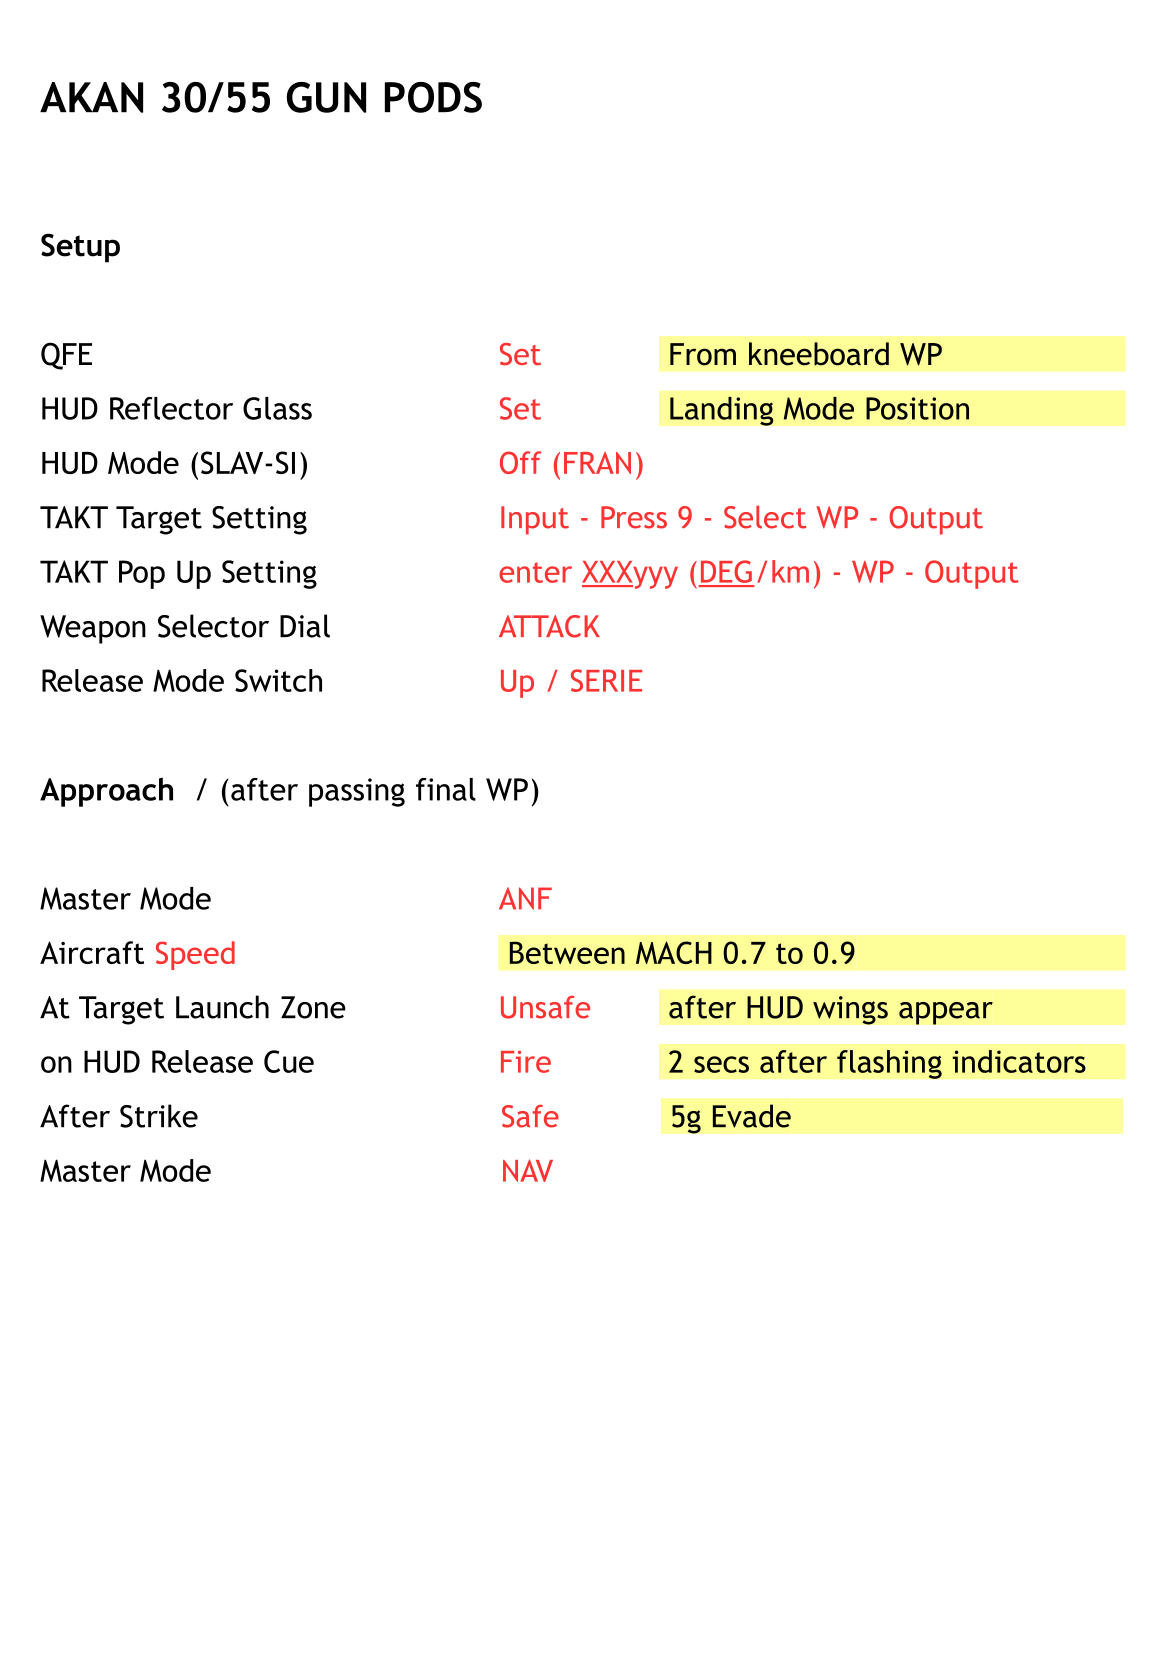 AKAN 30/55 GUN PODS
Setup
QFE Set From kneeboard WP
HUD Reflector Glass Set Landing Mode Position
HUD Mode (SLAV-SI) Off (FRAN)
TAKT Target Setting Input - Press 9 - Select WP - Output
TAKT Pop Up Setting enter XXXyyy (DEG/km) - WP - Output
Weapon Selector Dial ATTACK
Release Mode Switch Up / SERIE
Approach / (after passing final WP)
Master Mode ANF
Aircraft Speed Between MACH 0.7 to 0.9
At Target Launch Zone Unsafe after HUD wings appear
on HUD Release Cue Fire 2 secs after flashing indicators
After Strike Safe 5g Evade
Master Mode NAV